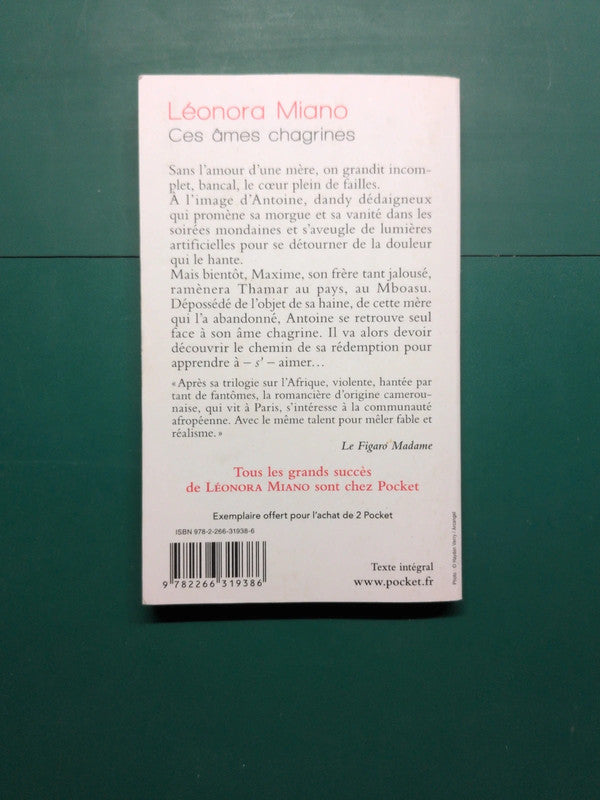 Léonora Miano
Ces âmes chagrines
Sans l'amour d'une mère, on grandit incom-
plet, bancal, le cœur plein de failles.
À l'image d'Antoine, dandy dédaigneux
qui promène sa morgue et sa vanité dans les
soirées mondaines et s'aveugle de lumières
artificielles pour se détourner de la douleur
qui le hante.
Mais bientôt, Maxime, son frère tant jalousé,
ramènera Thamar au pays, au Mboasu.
Dépossédé de l'objet de sa haine, de cette mère
qui l'a abandonné, Antoine se retrouve seul
face à son âme chagrine. Il va alors devoir
découvrir le chemin de sa rédemption pour
apprendre à – s' – aimer...
« Après sa trilogie sur l'Afrique, violente, hantée par
tant de fantômes, la romancière d'origine camerou-
naise, qui vit à Paris, s'intéresse à la communauté
afropéenne. Avec le même talent pour mêler fable et
réalisme. »
Le Figaro Madame
Tous les grands succès
de LÉONORA MIANO sont chez Pocket
Exemplaire offert pour l'achat de 2 Pocket
ISBN 978-2-266-31938-6
9 782266 319386
Texte intégral
www.pocket.fr
Photo : © Hayden Verry / Arcangel